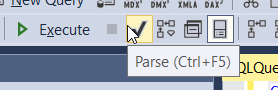 New Query MDX DMX XMLA DAX
Execute
Parse (Ctrl+F5)
QLQue